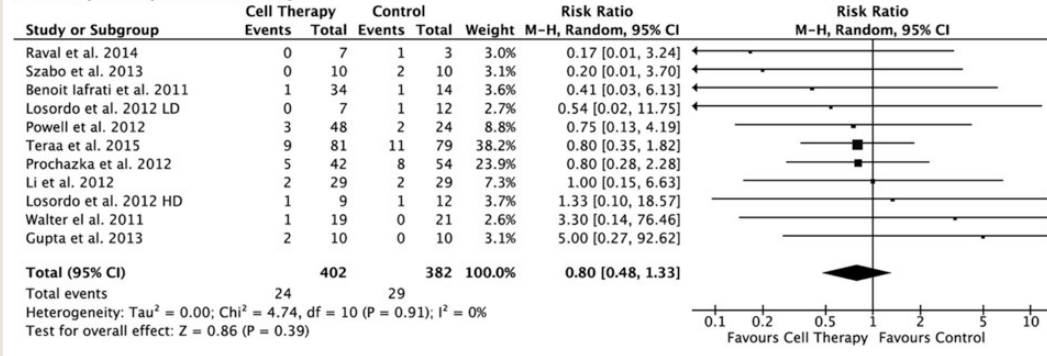 Cell Therapy Control Risk Ratio Risk Ratio
Study or Subgroup Events Total Events Total Weight M-H, Random, 95% CI M-H, Random, 95% CI
Raval et al. 2014 0 7 1 3 3.0% 0.17 [0.01, 3.24]
Szabo et al. 2013 0 10 2 10 3.1% 0.20 [0.01, 3.70]
Benoit Iafrati et al. 2011 1 34 1 14 3.6% 0.41 [0.03, 6.13]
Losordo et al. 2012 LD 0 7 1 12 2.7% 0.54 [0.02, 11.75]
Powell et al. 2012 3 48 2 24 8.8% 0.75 [0.13, 4.19]
Teraa et al. 2015 9 81 11 79 38.2% 0.80 [0.35, 1.82]
Prochazka et al. 2012 5 42 8 54 23.9% 0.80 [0.28, 2.28]
Li et al. 2012 2 29 2 29 7.3% 1.00 [0.15, 6.63]
Losordo et al. 2012 HD 1 9 1 12 3.7% 1.33 [0.10, 18.57]
Walter el al. 2011 1 19 0 21 2.6% 3.30 [0.14, 76.46]
Gupta et al. 2013 2 10 0 10 3.1% 5.00 [0.27, 92.62]
Total (95% CI) 402 382 100.0% 0.80 [0.48, 1.33]
Total events 24 29
Heterogeneity: Tau² = 0.00; Chi² = 4.74, df = 10 (P = 0.91); I² = 0%
Test for overall effect: Z = 0.86 (P = 0.39)
0.1 0.2 0.5 1 2 5 10
Favours Cell Therapy Favours Control